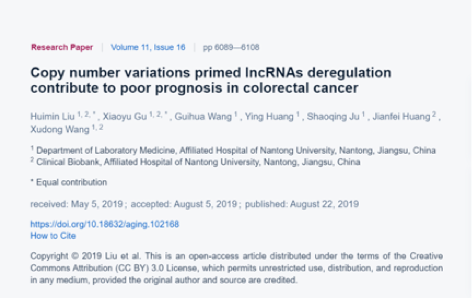 Research Paper | Volume 11, Issue 16 | pp 6089—6108
Copy number variations primed lncRNAs deregulation
contribute to poor prognosis in colorectal cancer
Huimin Liu 1, 2, *, Xiaoyu Gu 1, 2, *, Guihua Wang 1, Ying Huang 1, Shaoqing Ju 1, Jianfei Huang 2,
Xudong Wang 1, 2
1 Department of Laboratory Medicine, Affiliated Hospital of Nantong University, Nantong, Jiangsu, China
2 Clinical Biobank, Affiliated Hospital of Nantong University, Nantong, Jiangsu, China
* Equal contribution
received: May 5, 2019; accepted: August 5, 2019; published: August 22, 2019
https://doi.org/10.18632/aging.102168
How to Cite
Copyright © 2019 Liu et al. This is an open-access article distributed under the terms of the Creative
Commons Attribution (CC BY) 3.0 License, which permits unrestricted use, distribution, and reproduction
in any medium, provided the original author and source are credited.